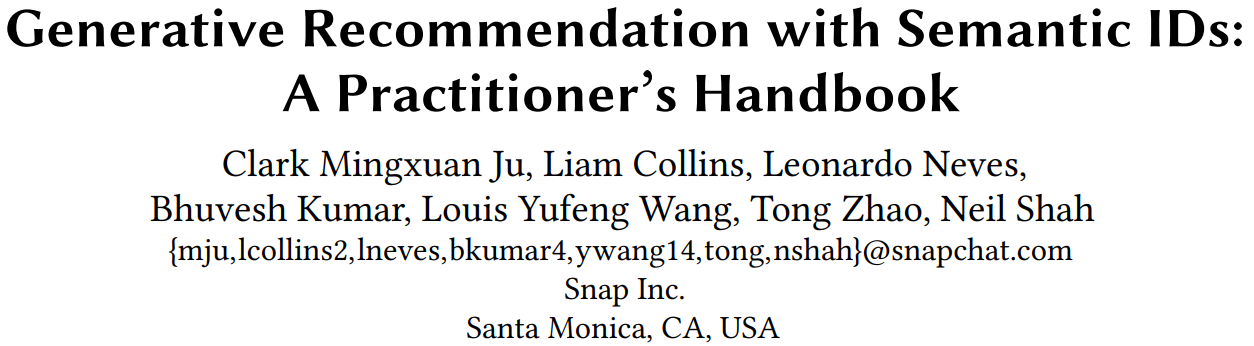 Generative Recommendation with Semantic IDs:
A Practitioner's Handbook
Clark Mingxuan Ju, Liam Collins, Leonardo Neves,
Bhuvesh Kumar, Louis Yufeng Wang, Tong Zhao, Neil Shah
{mju,lcollins2,lneves,bkumar4,ywang14,tong,nshah}@snapchat.com
Snap Inc.
Santa Monica, CA, USA